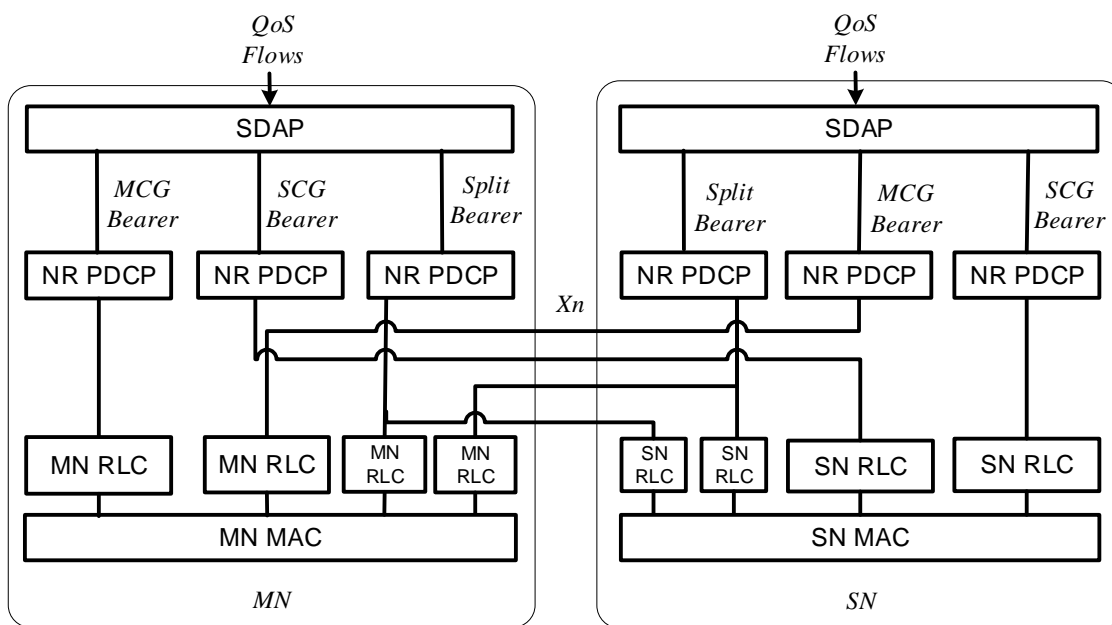 QoS
Flows
QoS
Flows
SDAP
SDAP
MCG
Bearer
SCG
Bearer
Split
Bearer
Split
Bearer
MCG
Bearer
SCG
Bearer
NR PDCP
NR PDCP
NR PDCP
NR PDCP
NR PDCP
NR PDCP
Xn
MN RLC
MN RLC
MN
RLC
MN
RLC
SN
RLC
SN
RLC
SN RLC
SN RLC
MN MAC
SN MAC
MN
SN